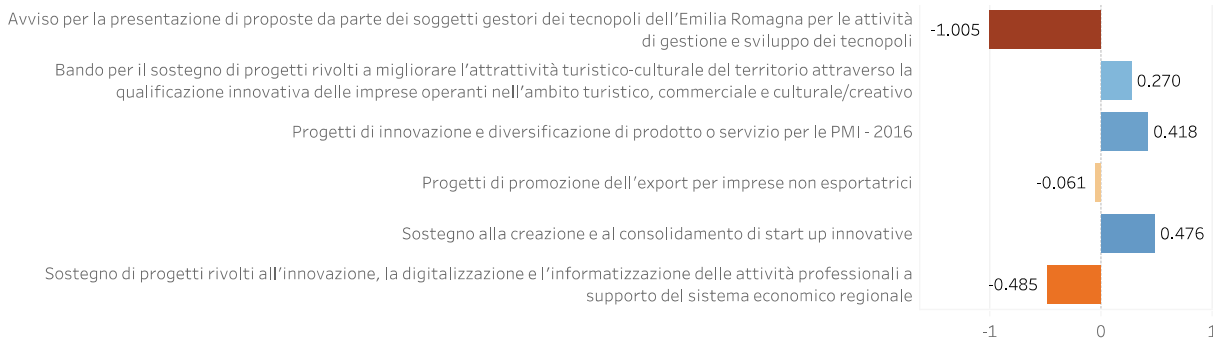 Avviso per la presentazione di proposte da parte dei soggetti gestori dei tecnopoli dell'Emilia Romagna per le attività
di gestione e sviluppo dei tecnopoli
-1.005
Bando per il sostegno di progetti rivolti a migliorare l'attrattività turistico-culturale del territorio attraverso la
qualificazione innovativa delle imprese operanti nell'ambito turistico, commerciale e culturale/creativo
0.270
Progetti di innovazione e diversificazione di prodotto o servizio per le PMI - 2016
0.418
Progetti di promozione dell'export per imprese non esportatrici
-0.061
Sostegno alla creazione e al consolidamento di start up innovative
0.476
Sostegno di progetti rivolti all'innovazione, la digitalizzazione e l'informatizzazione delle attività professionali a
supporto del sistema economico regionale
-0.485
-1 0 1